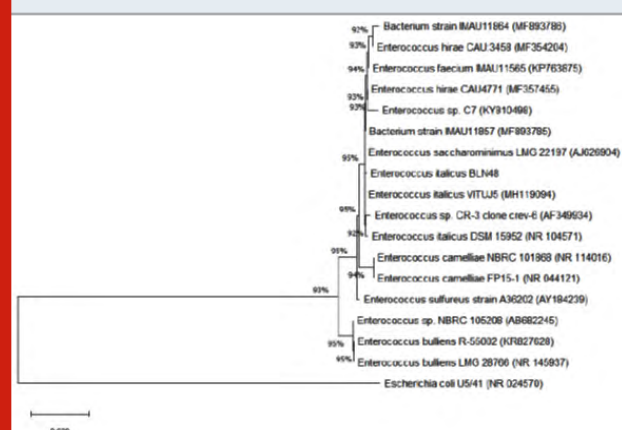 92%
Bacterium strain IMAU11864 (MF893786)
93%
Enterococcus hirae CAU:3458 (MF354204)
94%
Enterococcus faecium IMAU11565 (KP763875)
93%
Enterococcus hirae CAU4771 (MF357455)
93%
Enterococcus sp. C7 (KY810498)
Bacterium strain IMAU11857 (MF893785)
95%
Enterococcus saccharominimus LMG 22197 (AJ626904)
Enterococcus italicus BLN48
Enterococcus italicus VITUJ5 (MH119094)
95%
Enterococcus sp. CR-3 clone crev-6 (AF349934)
92%
Enterococcus italicus DSM 15952 (NR 104571)
95%
Enterococcus camelliae NBRC 101868 (NR 114016)
94%
Enterococcus camelliae FP15-1 (NR 044121)
93%
Enterococcus sulfureus strain A36202 (AY184239)
Enterococcus sp. NBRC 105208 (AB682245)
95%
Enterococcus bulliens R-55002 (KR827628)
95%
Enterococcus bulliens LMG 28766 (NR 145937)
Escherichia coli U5/41 (NR 024570)